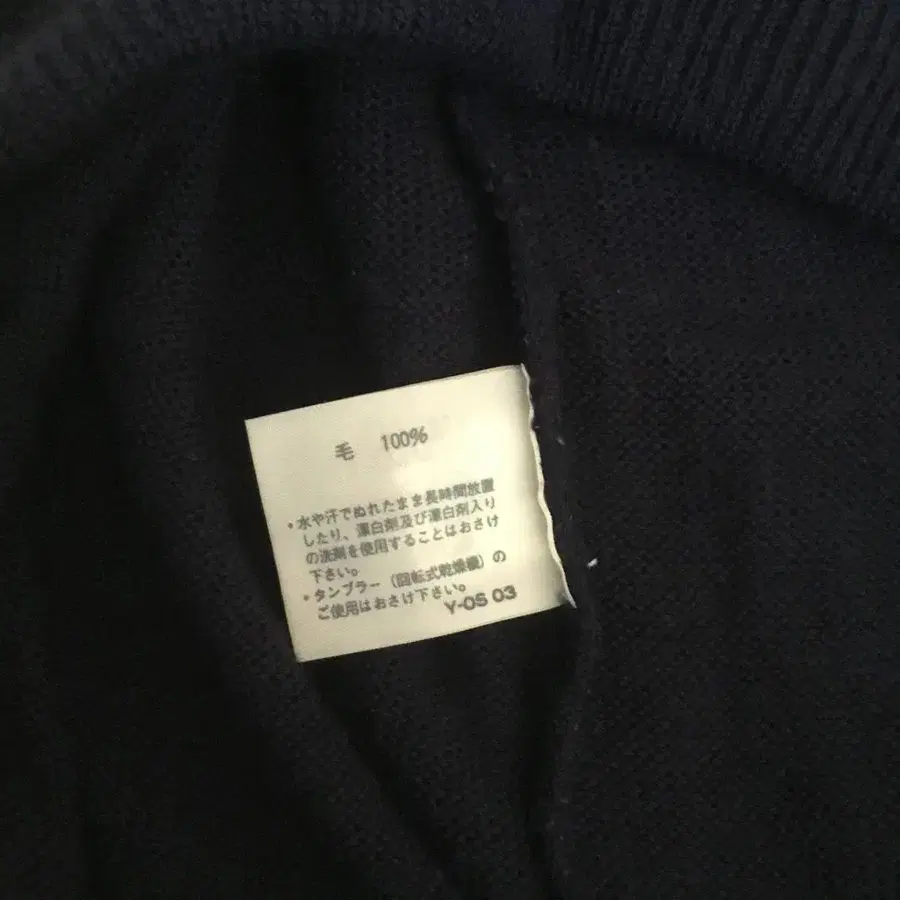 毛 100%
・水や汗でぬれたまま長時間放置
したり、漂白剤及び漂白剤入り
の洗剤を使用することはおさけ
下さい。
・タンブラー（回転式乾燥機）の
ご使用はおさけ下さい。
Y-OS 03